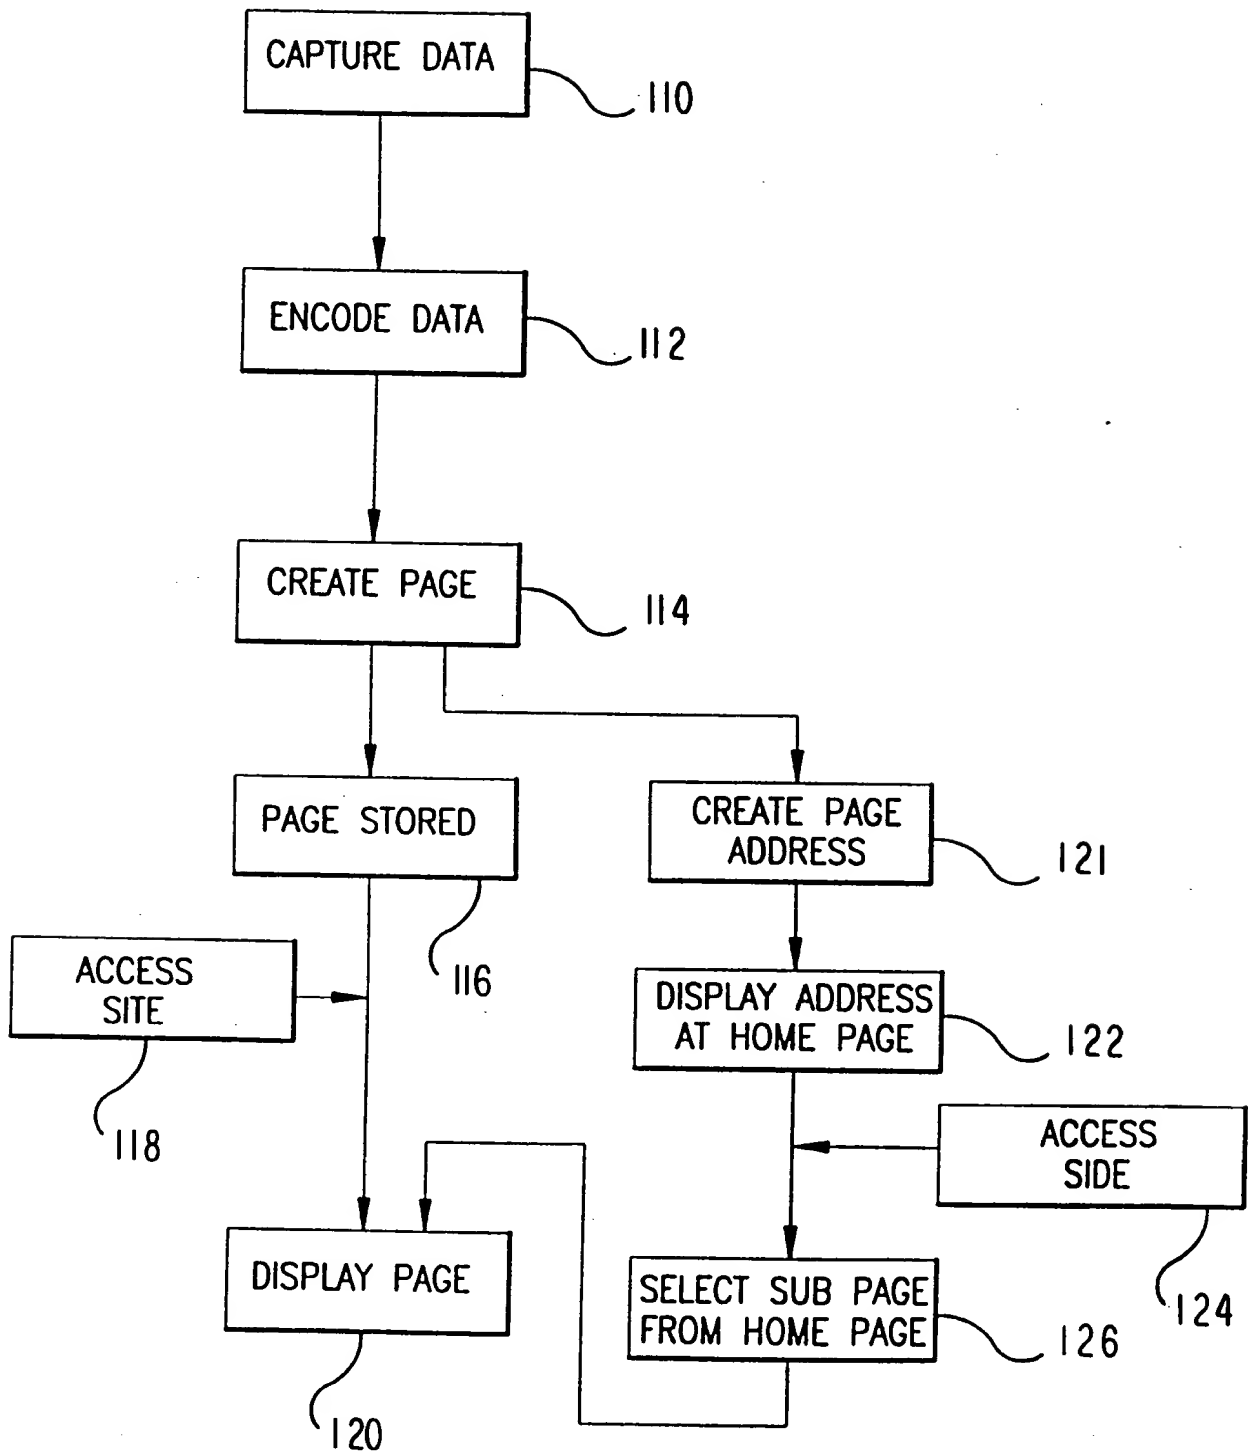 CAPTURE DATA
110
ENCODE DATA
112
CREATE PAGE
114
PAGE STORED
116
CREATE PAGE
ADDRESS
121
ACCESS
SITE
118
DISPLAY ADDRESS
AT HOME PAGE
122
ACCESS
SIDE
124
DISPLAY PAGE
120
SELECT SUB PAGE
FROM HOME PAGE
126